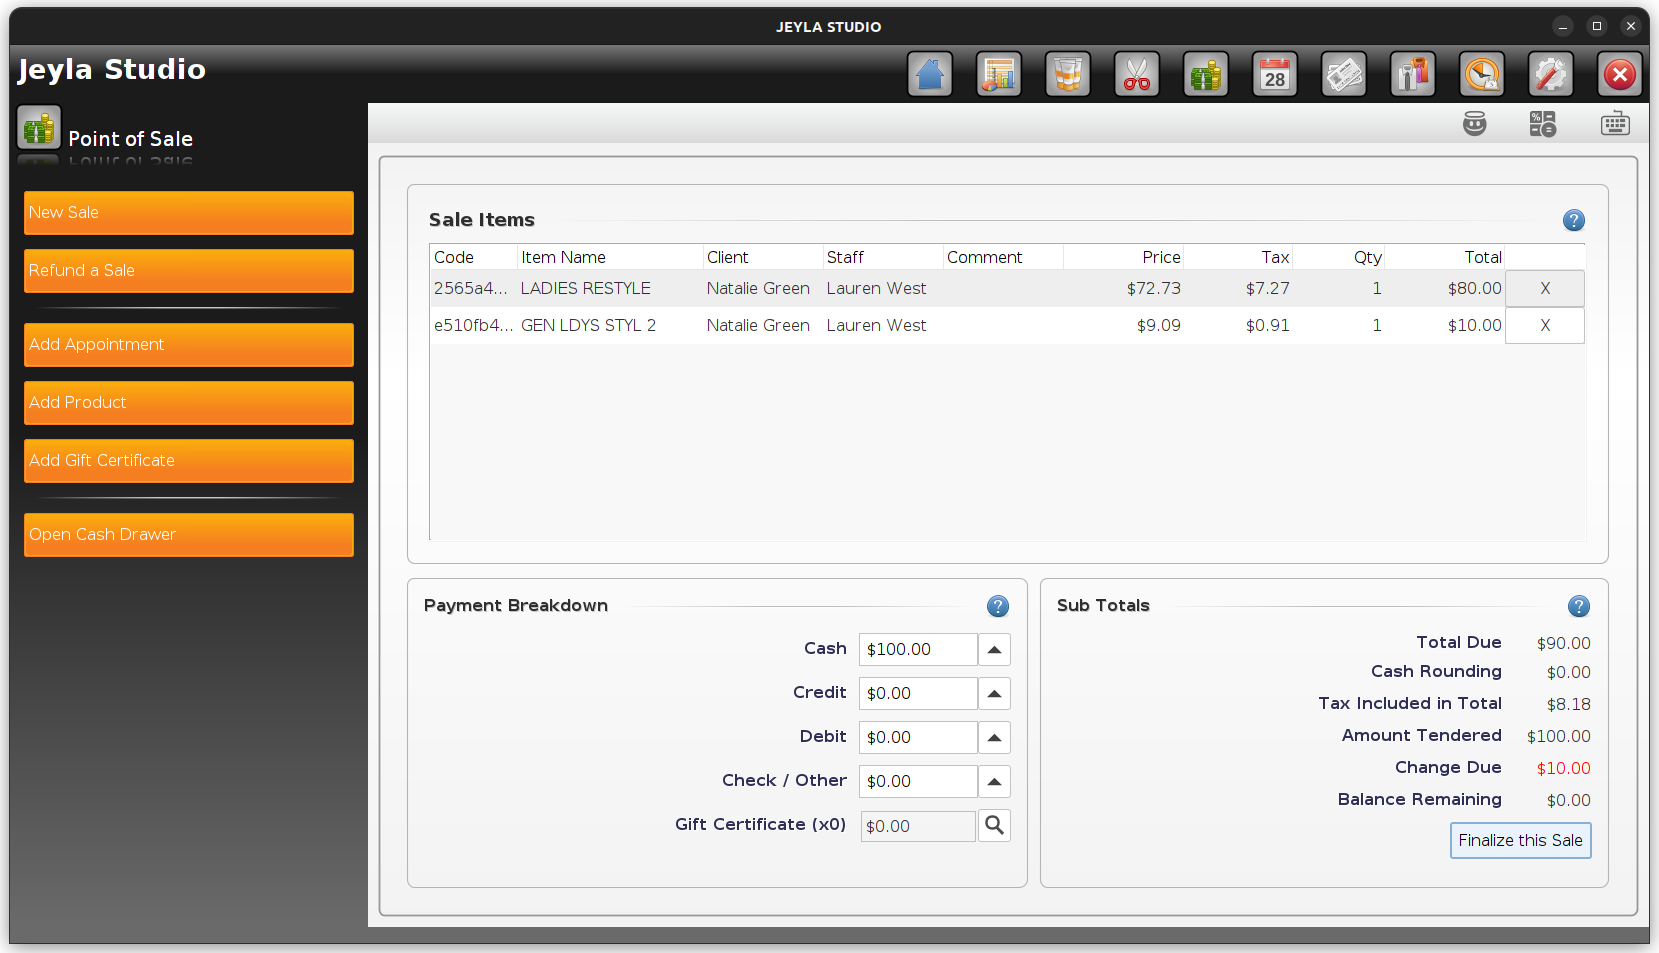 JEYLA STUDIO
Jeyla Studio
28
Point of Sale
New Sale
Refund a Sale
Add Appointment
Add Product
Add Gift Certificate
Open Cash Drawer
Sale Items
?
Code Item Name Client Staff Comment Price Tax Qty Total
2565a4... LADIES RESTYLE Natalie Green Lauren West $72.73 $7.27 1 $80.00 X
e510fb4... GEN LDYS STYL 2 Natalie Green Lauren West $9.09 $0.91 1 $10.00 X
Payment Breakdown
?
Cash $100.00
Credit $0.00
Debit $0.00
Check / Other $0.00
Gift Certificate (x0) $0.00
Sub Totals
?
Total Due $90.00
Cash Rounding $0.00
Tax Included in Total $8.18
Amount Tendered $100.00
Change Due $10.00
Balance Remaining $0.00
Finalize this Sale